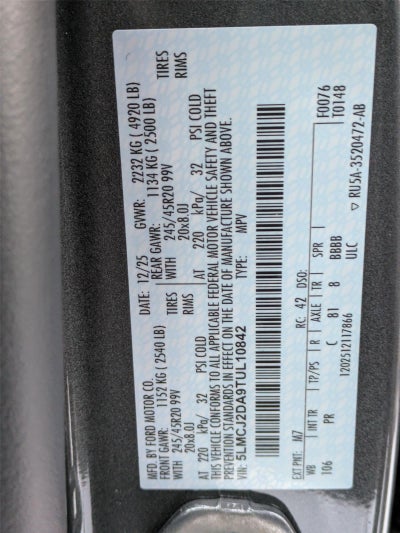 MFD. BY FORD MOTOR CO. DATE: 12/25 GVWR: 2232 KG ( 4920 LB)
FRONT GAWR: 1152 KG ( 2540 LB) REAR GAWR: 1134 KG ( 2500 LB)
WITH 245/45R20 99V TIRES WITH 245/45R20 99V TIRES
20x8.0J RIMS 20x8.0J RIMS
AT 220 kPa/ 32 PSI COLD AT 220 kPa/ 32 PSI COLD
THIS VEHICLE CONFORMS TO ALL APPLICABLE FEDERAL MOTOR VEHICLE SAFETY AND THEFT
PREVENTION STANDARDS IN EFFECT ON THE DATE OF MANUFACTURE SHOWN ABOVE.
VIN: 5LMCJ2DA9TUL10842 TYPE: MPV
F0076
T0148
EXT PNT: M7 RC: 42 DSO:
WB INT TR TP/PS R AXLE TR SPR
106 PR C 81 8 BBBB
1202512117866 ULC
▽ RU5A-3520472-AB